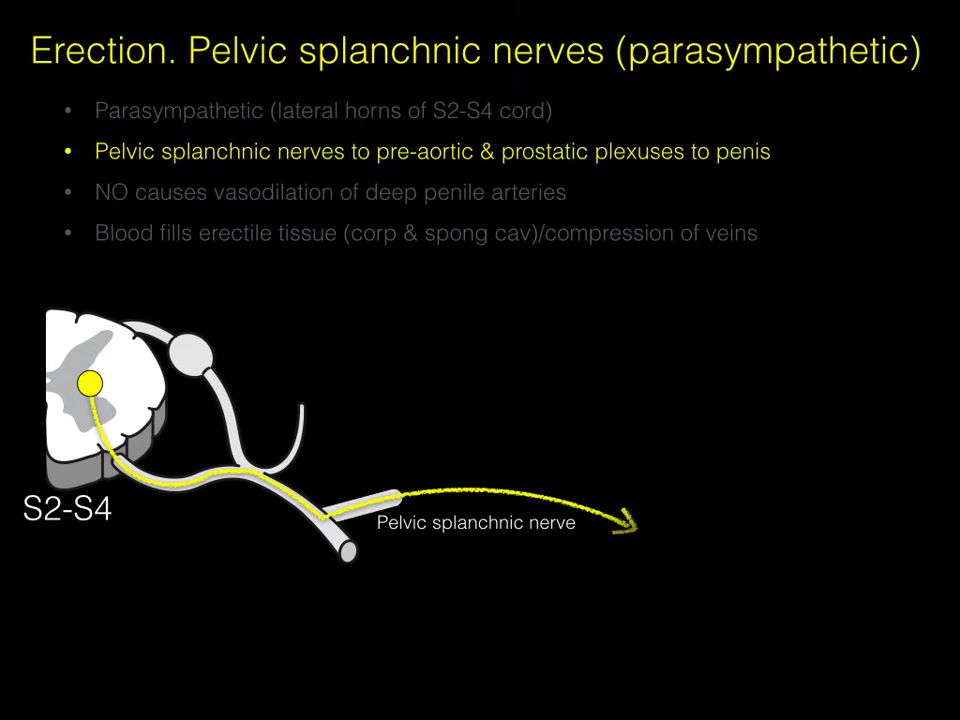 Erection. Pelvic splanchnic nerves (parasympathetic)
• Parasympathetic (lateral horns of S2-S4 cord)
• Pelvic splanchnic nerves to pre-aortic & prostatic plexuses to penis
• NO causes vasodilation of deep penile arteries
• Blood fills erectile tissue (corp & spong cav)/compression of veins
S2-S4
Pelvic splanchnic nerve